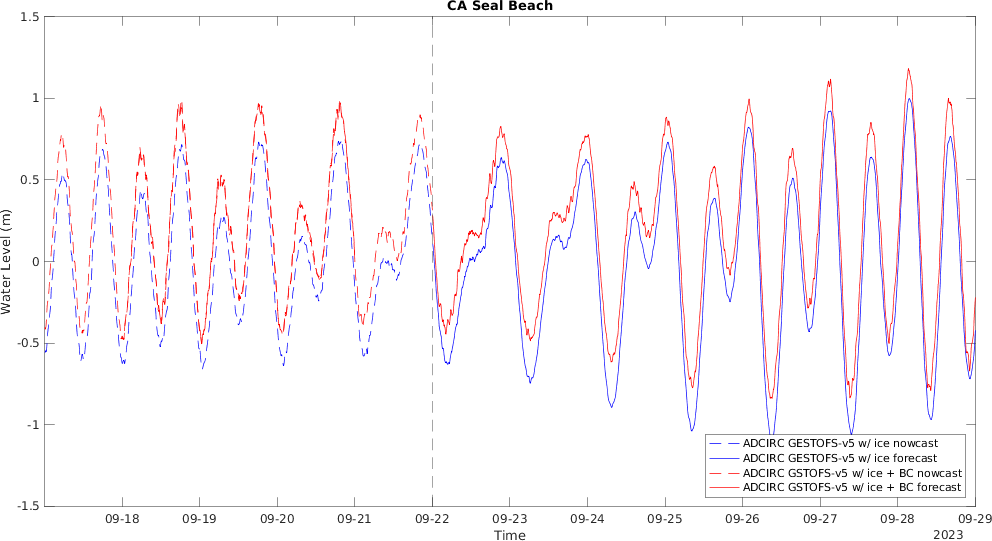 CA Seal Beach
1.5
1
0.5
0
-0.5
-1
-1.5
Water Level (m)
ADCIRC GESTOFS-v5 w/ ice nowcast
ADCIRC GESTOFS-v5 w/ ice forecast
ADCIRC GSTOFS-v5 w/ ice + BC nowcast
ADCIRC GSTOFS-v5 w/ ice + BC forecast
09-18 09-19 09-20 09-21 09-22 09-23 09-24 09-25 09-26 09-27 09-28 09-29
Time
2023